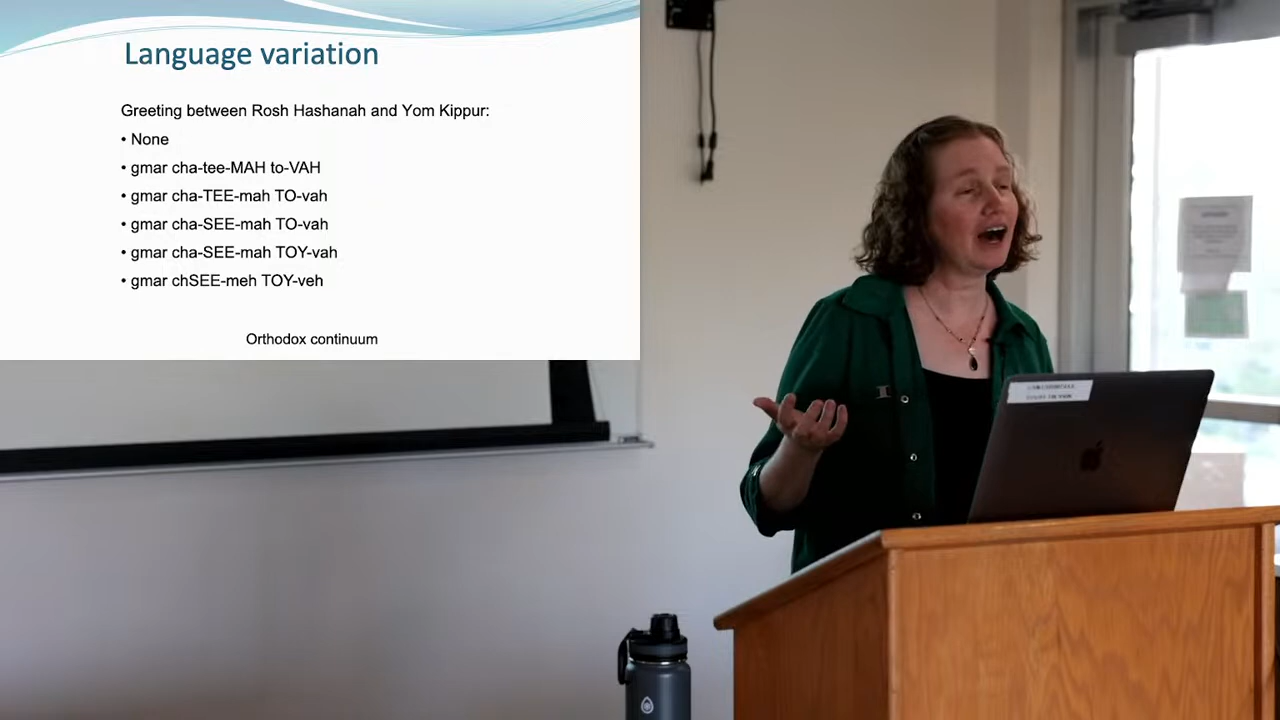 Language variation
Greeting between Rosh Hashanah and Yom Kippur:
• None
• gmar cha-tee-MAH to-VAH
• gmar cha-TEE-mah TO-vah
• gmar cha-SEE-mah TO-vah
• gmar cha-SEE-mah TOY-vah
• gmar chSEE-meh TOY-veh
Orthodox continuum